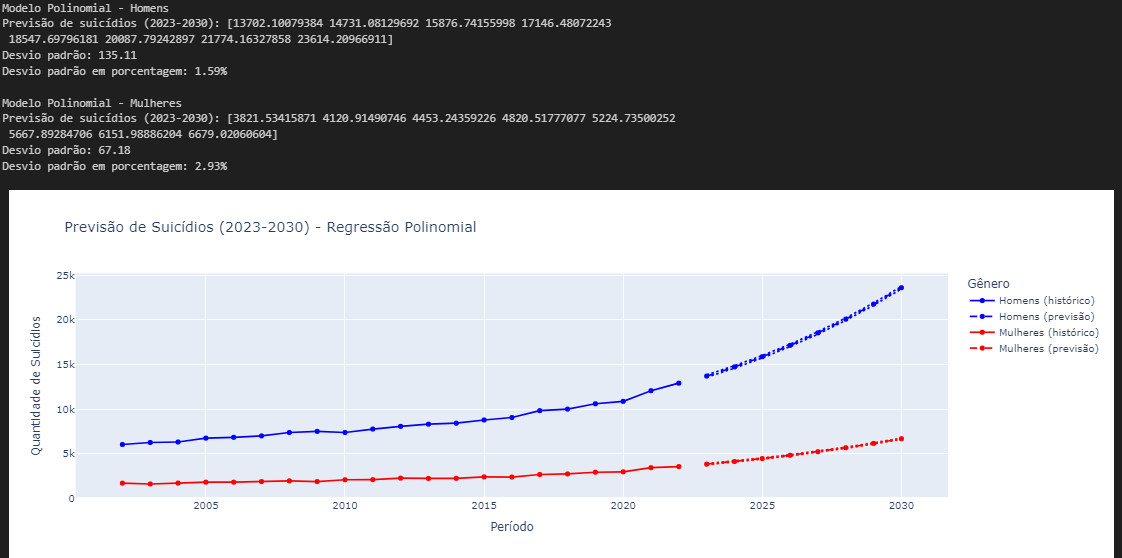 Modelo Polinomial - Homens
Previsão de suicídios (2023-2030): [13702.10079384 14731.08129692 15876.74155998 17146.48072243
18547.69796181 20087.79242897 21774.16327858 23614.20966911]
Desvio padrão: 135.11
Desvio padrão em porcentagem: 1.59%
Modelo Polinomial - Mulheres
Previsão de suicídios (2023-2030): [3821.53415871 4120.91490746 4453.24359226 4820.51777077 5224.73500252
5667.89284706 6151.98886204 6679.02060604]
Desvio padrão: 67.18
Desvio padrão em porcentagem: 2.93%
Previsão de Suicídios (2023-2030) - Regressão Polinomial
Quantidade de Suicídios
25k
20k
15k
10k
5k
0
2005
2010
2015
2020
2025
2030
Período
Gênero
Homens (histórico)
Homens (previsão)
Mulheres (histórico)
Mulheres (previsão)